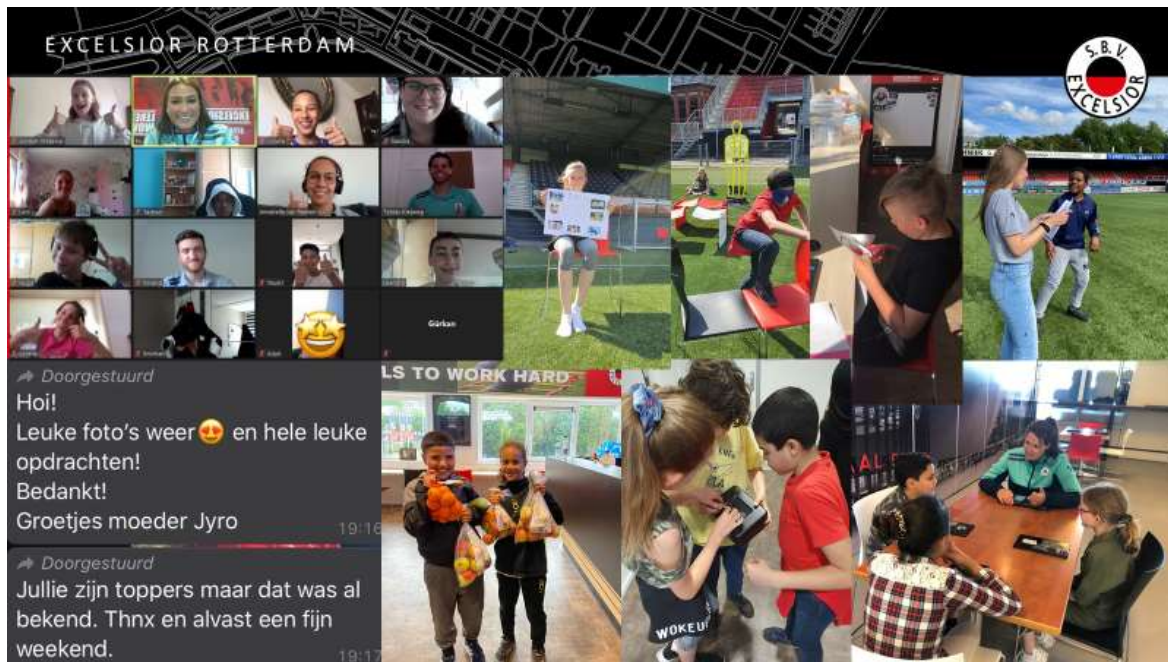 EXCELSIOR ROTTERDAM
S.B.V.
EXCELSIOR
Gürkan
LS TO WORK HARD
Doorgestuurd
Hoi!
Leuke foto's weer🤩 en hele leuke
opdrachten!
Bedankt!
Groetjes moeder Jyro
19:16
Doorgestuurd
Jullie zijn toppers maar dat was al
bekend. Thnx en alvast een fijn
weekend.
19:17
WOKEUP
AAL